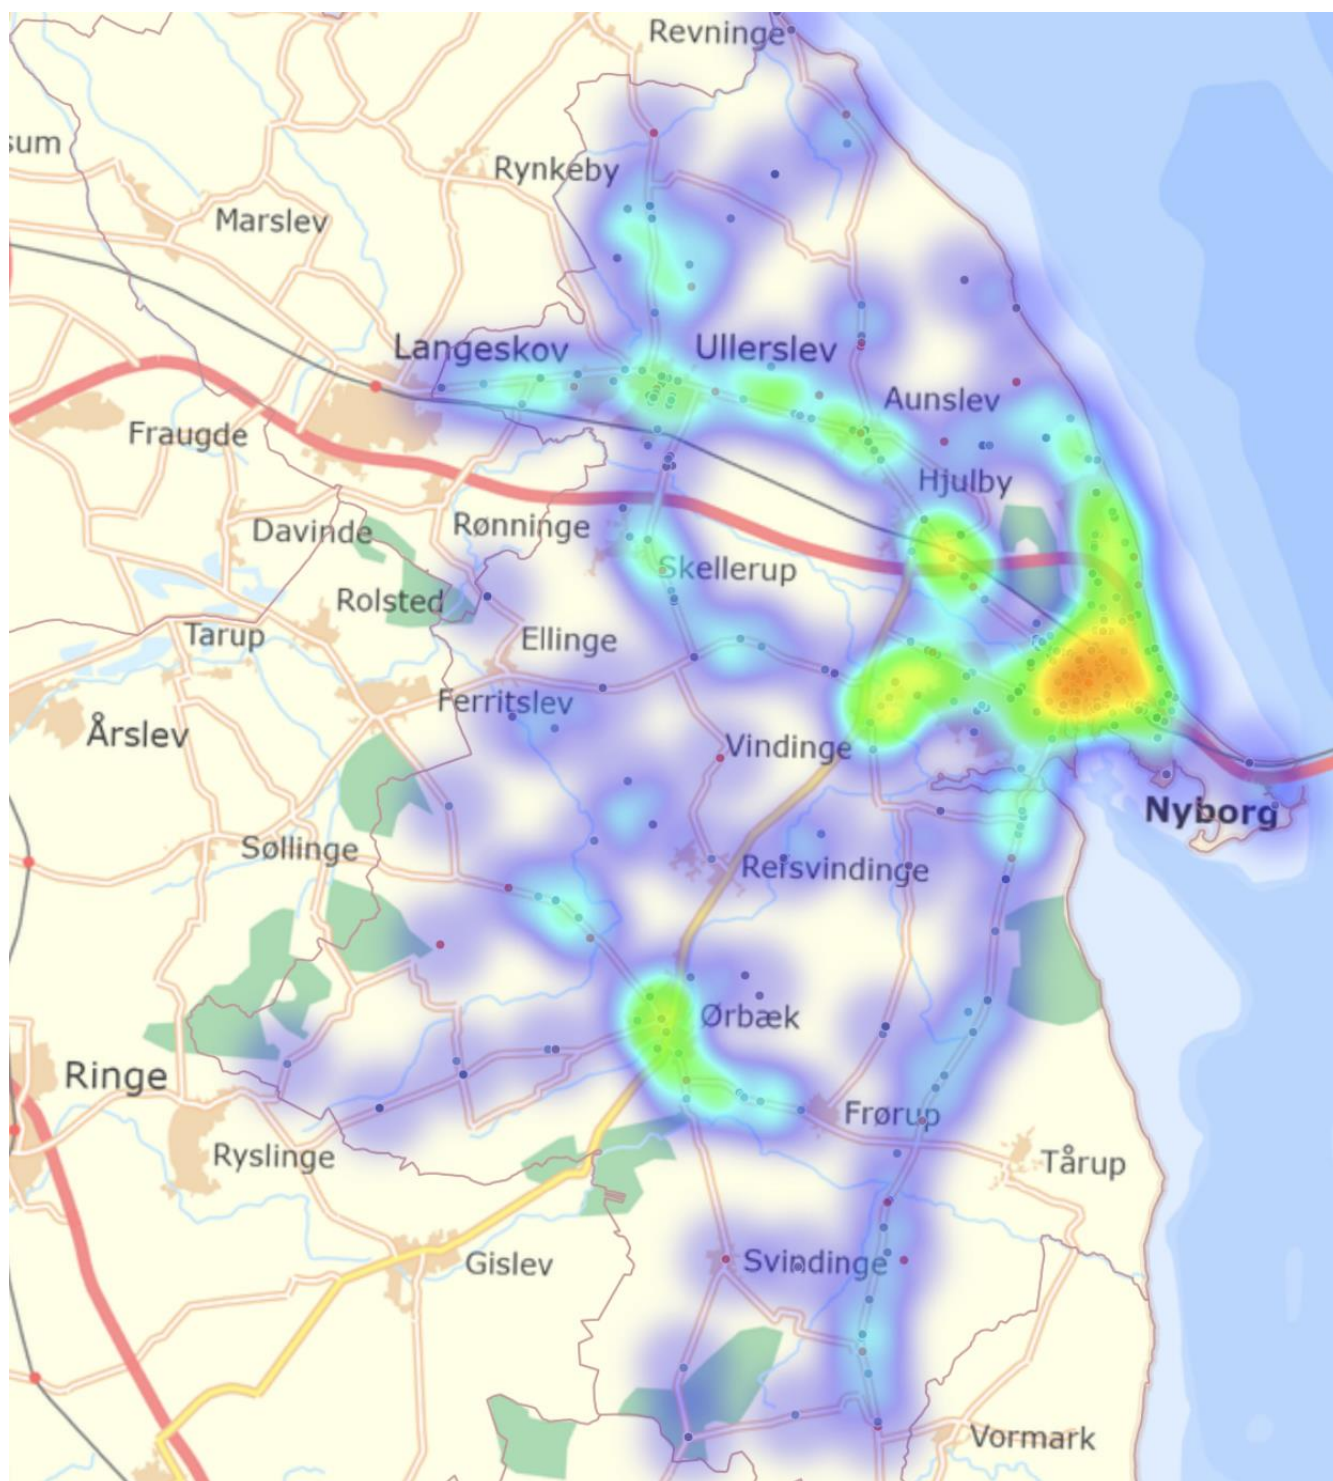 Revninge
sum
Rynkeby
Marslev
Langeskov
Ullerslev
Aunslev
Fraugde
Hjulby
Davinde
Rønninge
Skellerup
Rolsted
Tarup
Ellinge
Ferritslev
Årslev
Vindinge
Nyborg
Søllinge
Refsvindinge
Ørbæk
Ringe
Frørup
Ryslinge
Tårup
Gislev
Svindinge
Vormark